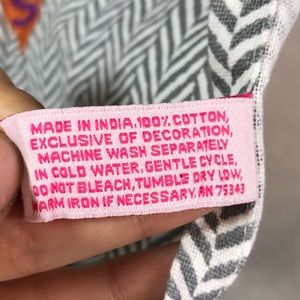 MADE IN INDIA, 100% COTTON,
EXCLUSIVE OF DECORATION,
MACHINE WASH SEPARATELY
IN COLD WATER, GENTLE CYCLE,
DO NOT BLEACH, TUMBLE DRY LOW,
WARM IRON IF NECESSARY. RN 75343